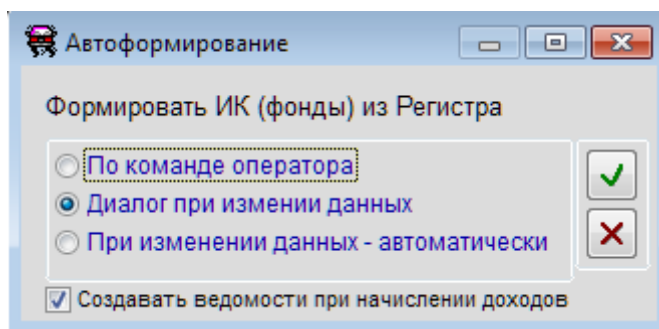 Автоформирование
Формировать ИК (фонды) из Регистра
По команде оператора
Диалог при измении данных
При изменении данных - автоматически
Создавать ведомости при начислении доходов